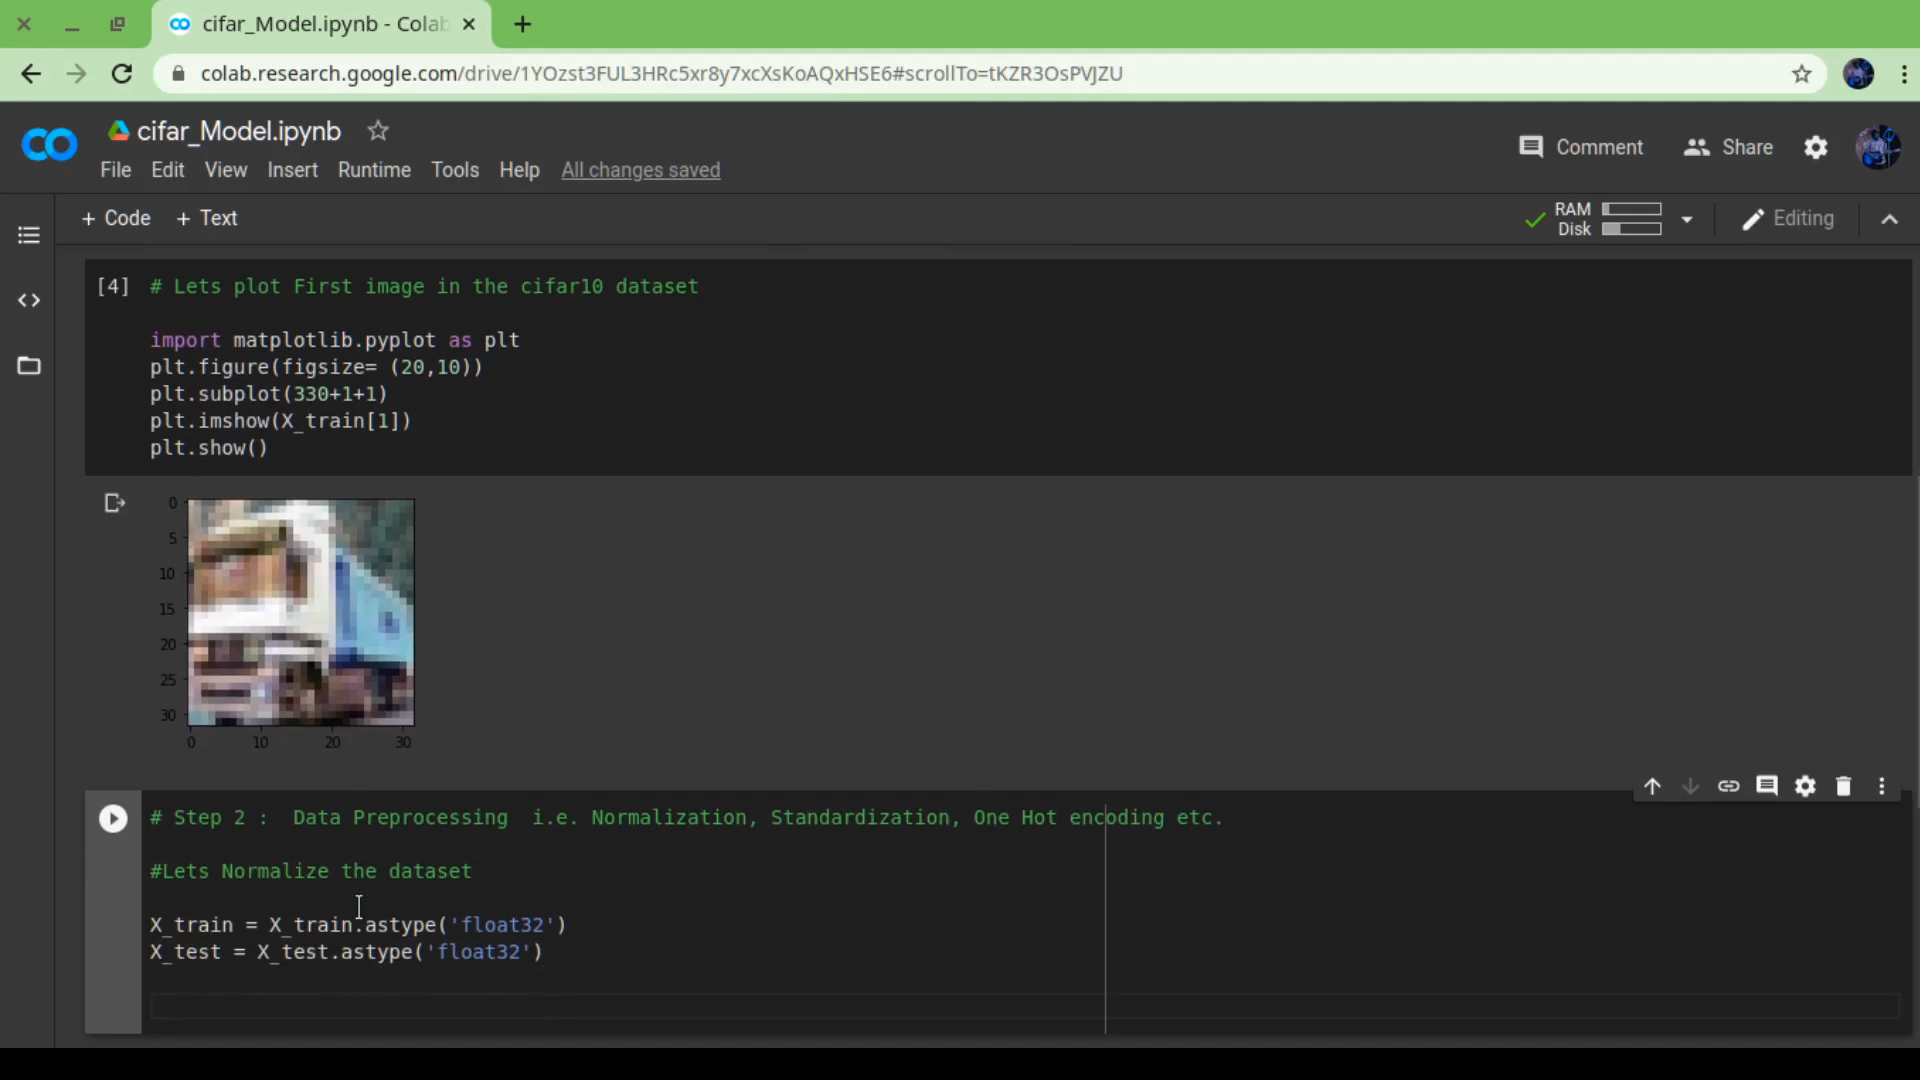 cifar_Model.ipynb - Colab
colab.research.google.com/drive/1YOzst3FUL3HRc5xr8y7xcXsKoAQxHSE6#scrollTo=tKZR3OsPVJZU
cifar_Model.ipynb
Comment
Share
File Edit View Insert Runtime Tools Help All changes saved
+ Code + Text
RAM
Disk
Editing
[4] # Lets plot First image in the cifar10 dataset
import matplotlib.pyplot as plt
plt.figure(figsize= (20,10))
plt.subplot(330+1+1)
plt.imshow(X_train[1])
plt.show()
0
5
10
15
20
25
30
0 10 20 30
# Step 2 :  Data Preprocessing  i.e. Normalization, Standardization, One Hot encoding etc.
#Lets Normalize the dataset
X_train = X_train.astype('float32')
X_test = X_test.astype('float32')